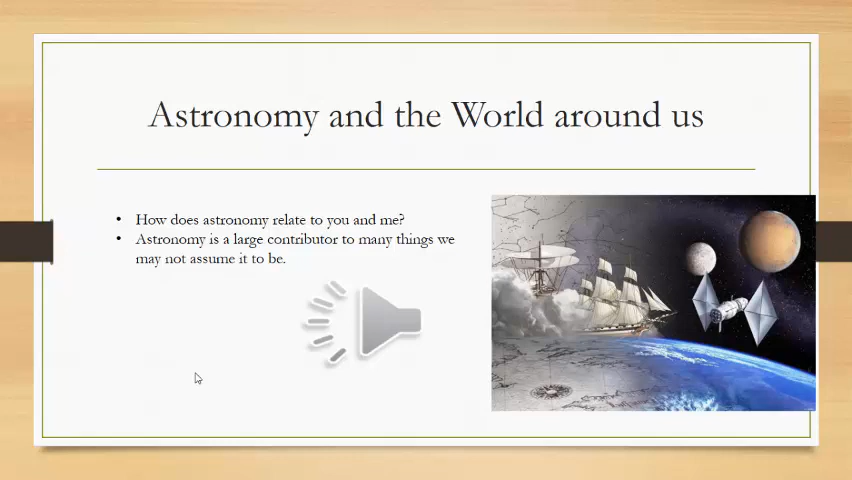 Astronomy and the World around us
• How does astronomy relate to you and me?
• Astronomy is a large contributor to many things we
may not assume it to be.